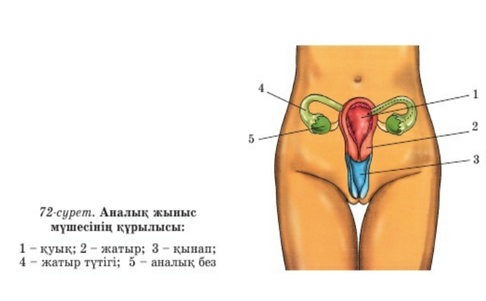 1
2
3
4
5
72-сурет. Аналық жыныс
мүшесінің құрылысы:
1 – қуық; 2 – жатыр; 3 – қынап;
4 – жатыр түтігі; 5 – аналық без